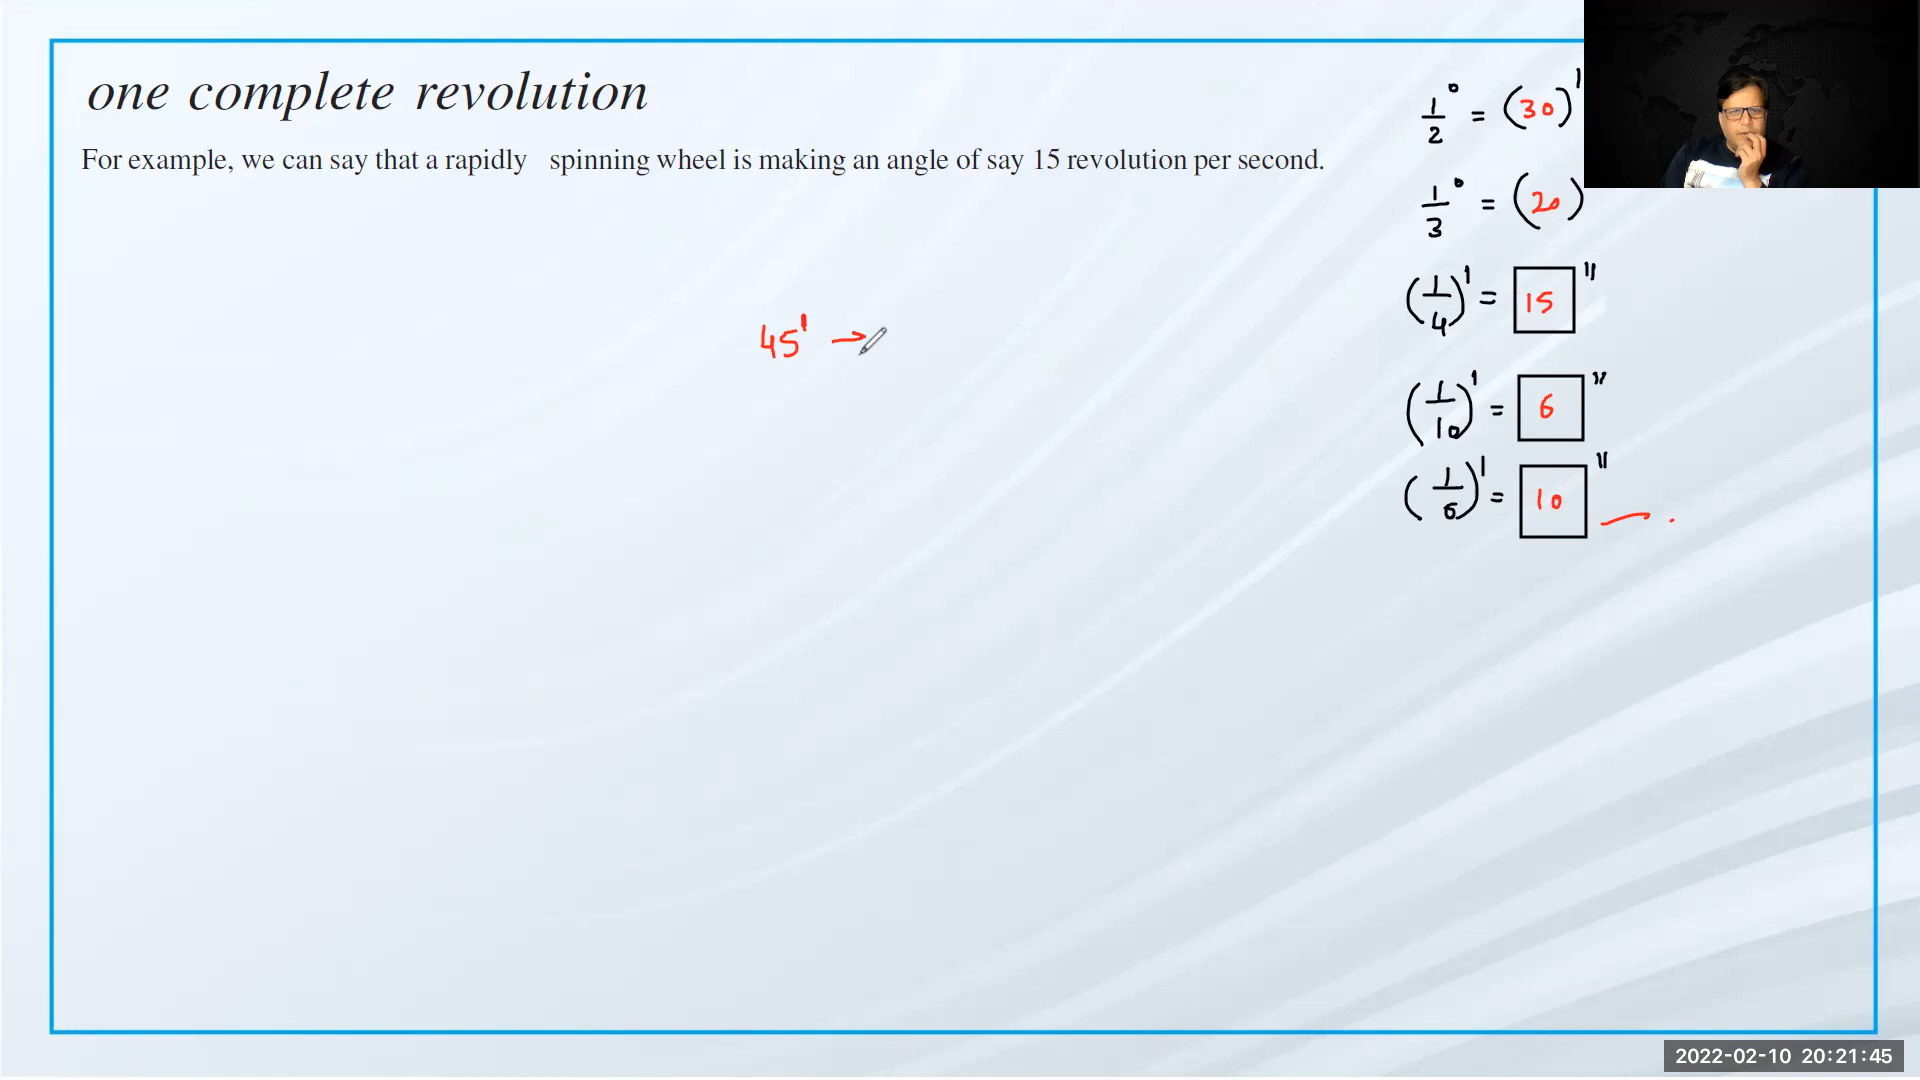 one complete revolution
For example, we can say that a rapidly spinning wheel is making an angle of say 15 revolution per second.
1/2° = (30)'
1/3° = (20)
(1/4)' = 15"
45' →
(1/10)' = 6"
(1/6)' = 10"
2022-02-10 20:21:45